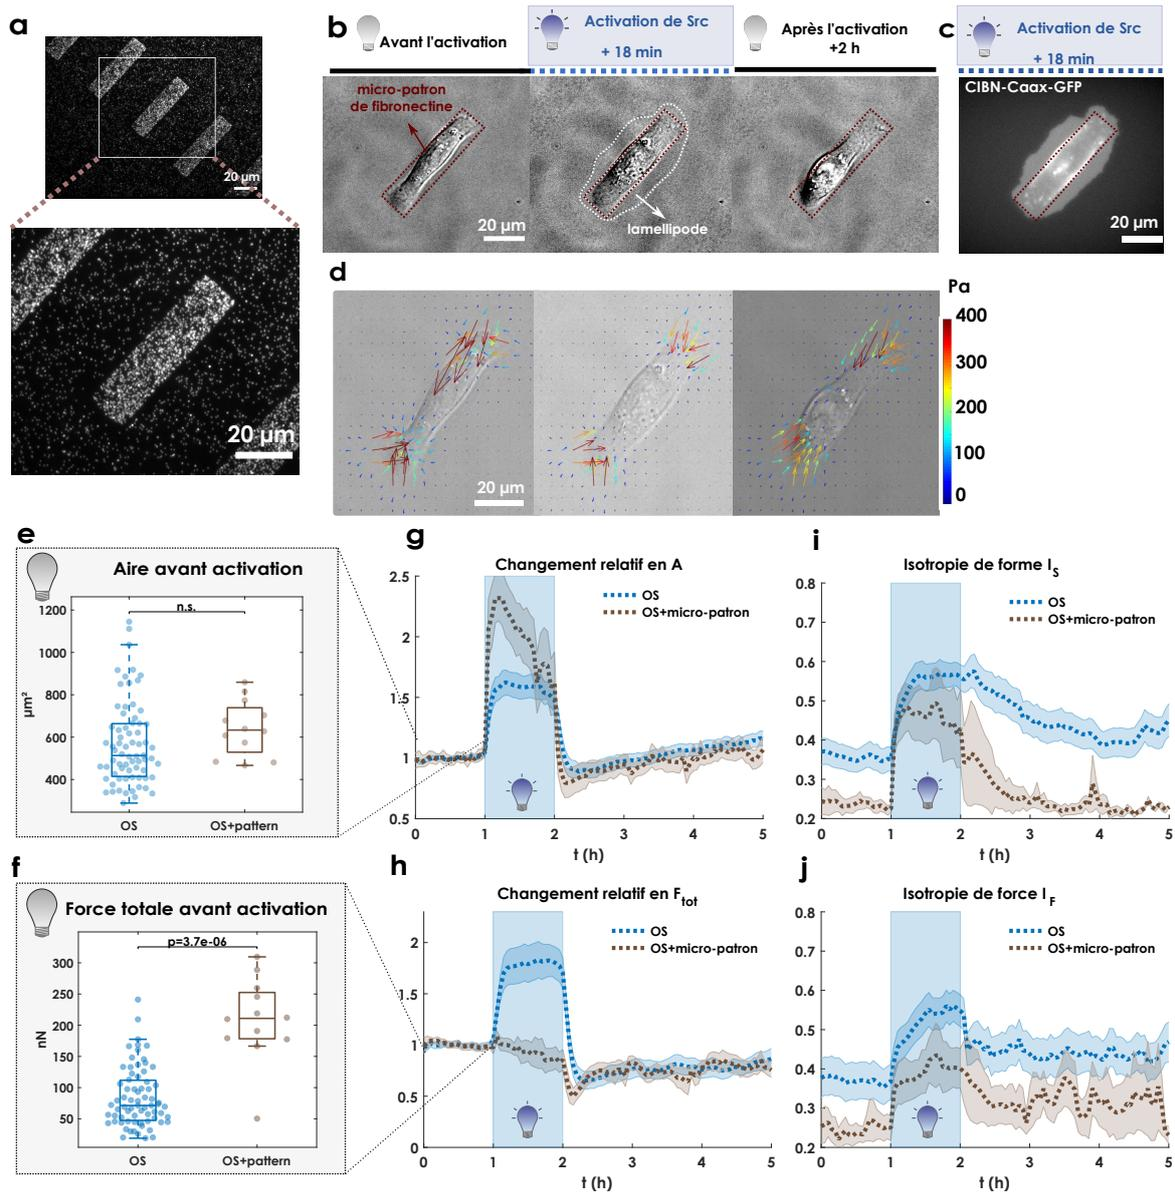 a
20 µm
20 µm
b
Avant l'activation
Activation de Src
+ 18 min
Après l'activation
+2 h
micro-patron
de fibronectine
20 µm
lamellipode
c
Activation de Src
+ 18 min
CIBN-Caax-GFP
20 µm
d
20 µm
Pa
400
300
200
100
0
e
Aire avant activation
n.s.
µm²
1200
1000
800
600
400
OS
OS+pattern
f
Force totale avant activation
p=3.7e-06
nN
300
250
200
150
100
50
OS
OS+pattern
g
Changement relatif en A
OS
OS+micro-patron
2.5
2
1.5
1
0.5
0
1
2
3
4
5
t (h)
h
Changement relatif en Ftot
OS
OS+micro-patron
2
1.5
1
0.5
0
0
1
2
3
4
5
t (h)
i
Isotropie de forme IS
OS
OS+micro-patron
0.8
0.7
0.6
0.5
0.4
0.3
0.2
0
1
2
3
4
5
t (h)
j
Isotropie de force IF
OS
OS+micro-patron
0.8
0.7
0.6
0.5
0.4
0.3
0.2
0
1
2
3
4
5
t (h)